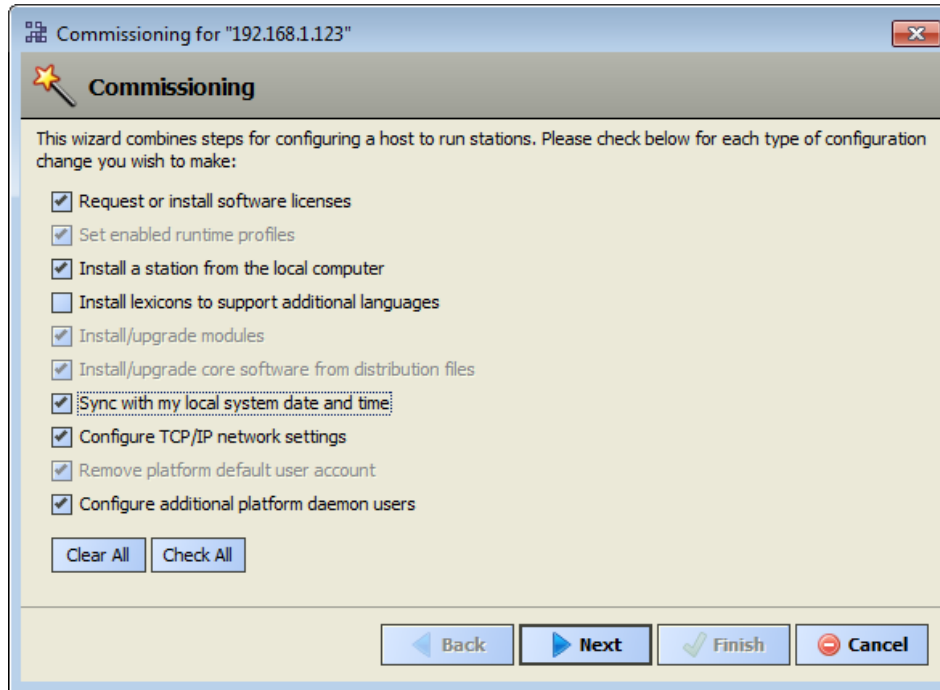 Commissioning for "192.168.1.123"
Commissioning
This wizard combines steps for configuring a host to run stations. Please check below for each type of configuration
change you wish to make:
Request or install software licenses
Set enabled runtime profiles
Install a station from the local computer
Install lexicons to support additional languages
Install/upgrade modules
Install/upgrade core software from distribution files
Sync with my local system date and time
Configure TCP/IP network settings
Remove platform default user account
Configure additional platform daemon users
Clear All Check All
Back Next Finish Cancel